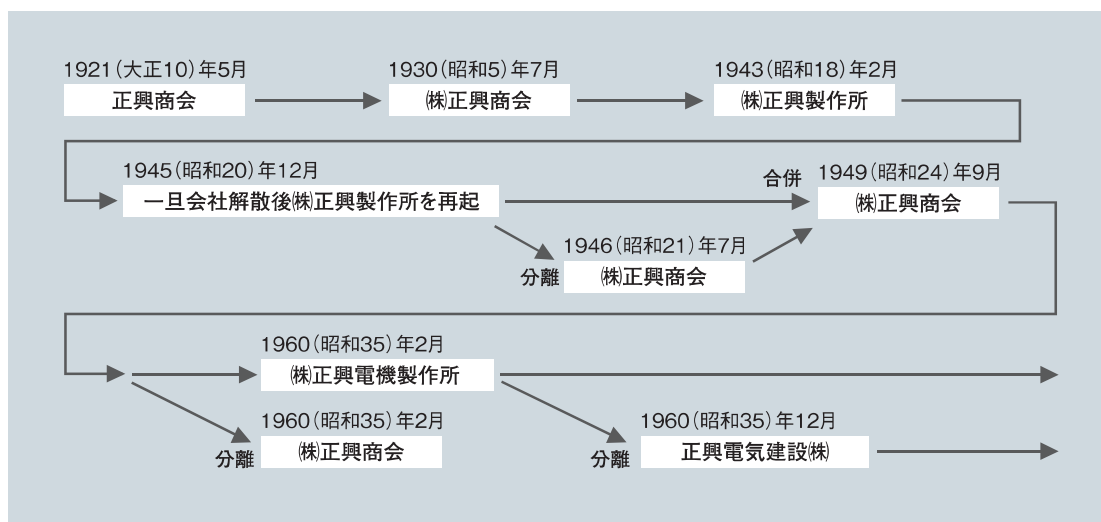 1921（大正10）年5月
正興商会
1930（昭和5）年7月
㈱正興商会
1943（昭和18）年2月
㈱正興製作所
1945（昭和20）年12月
一旦会社解散後㈱正興製作所を再起
合併
1949（昭和24）年9月
㈱正興商会
分離
1946（昭和21）年7月
㈱正興商会
1960（昭和35）年2月
㈱正興電機製作所
分離
1960（昭和35）年2月
㈱正興商会
分離
1960（昭和35）年12月
正興電気建設㈱